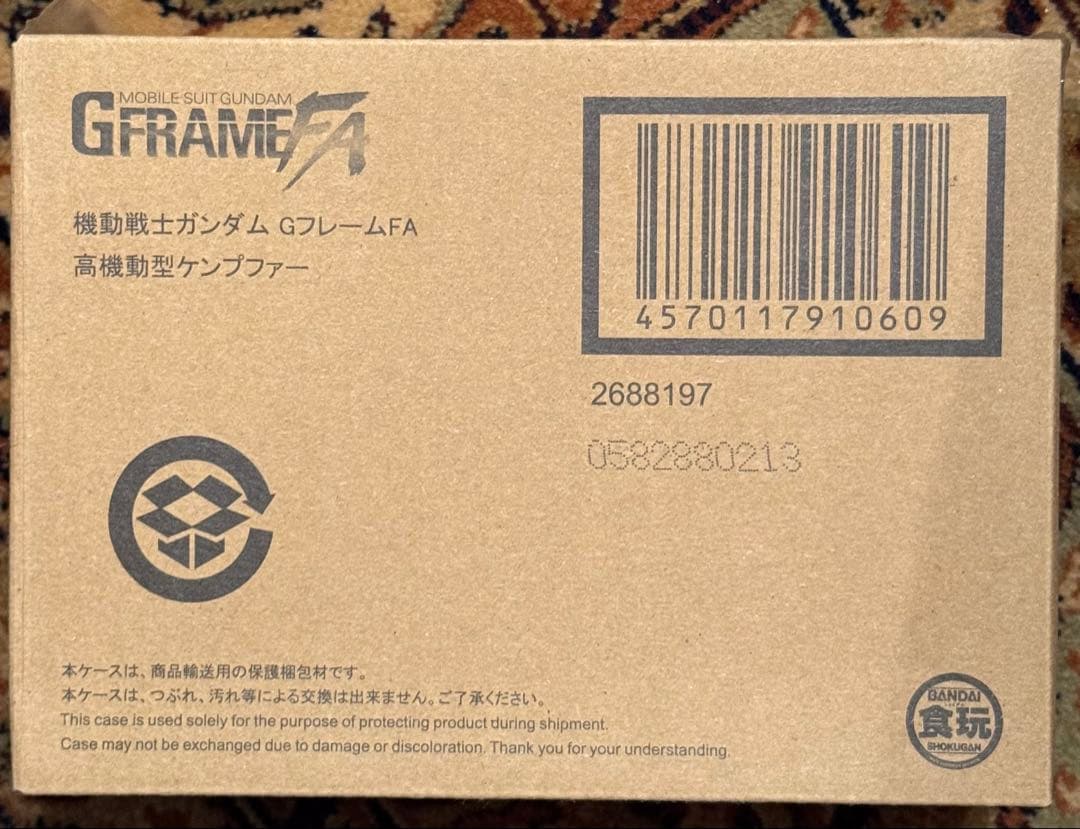 MOBILE SUIT GUNDAM
GFRAME FA
機動戦士ガンダム GフレームFA
高機動型ケンプファー
4570117910609
2688197
0582880213
本ケースは、商品輸送用の保護梱包材です。
本ケースは、つぶれ、汚れ等による交換は出来ません。ご了承ください。
This case is used solely for the purpose of protecting product during shipment.
Case may not be exchanged due to damage or discoloration. Thank you for your understanding.
BANDAI
食玩
SHOKUGAN